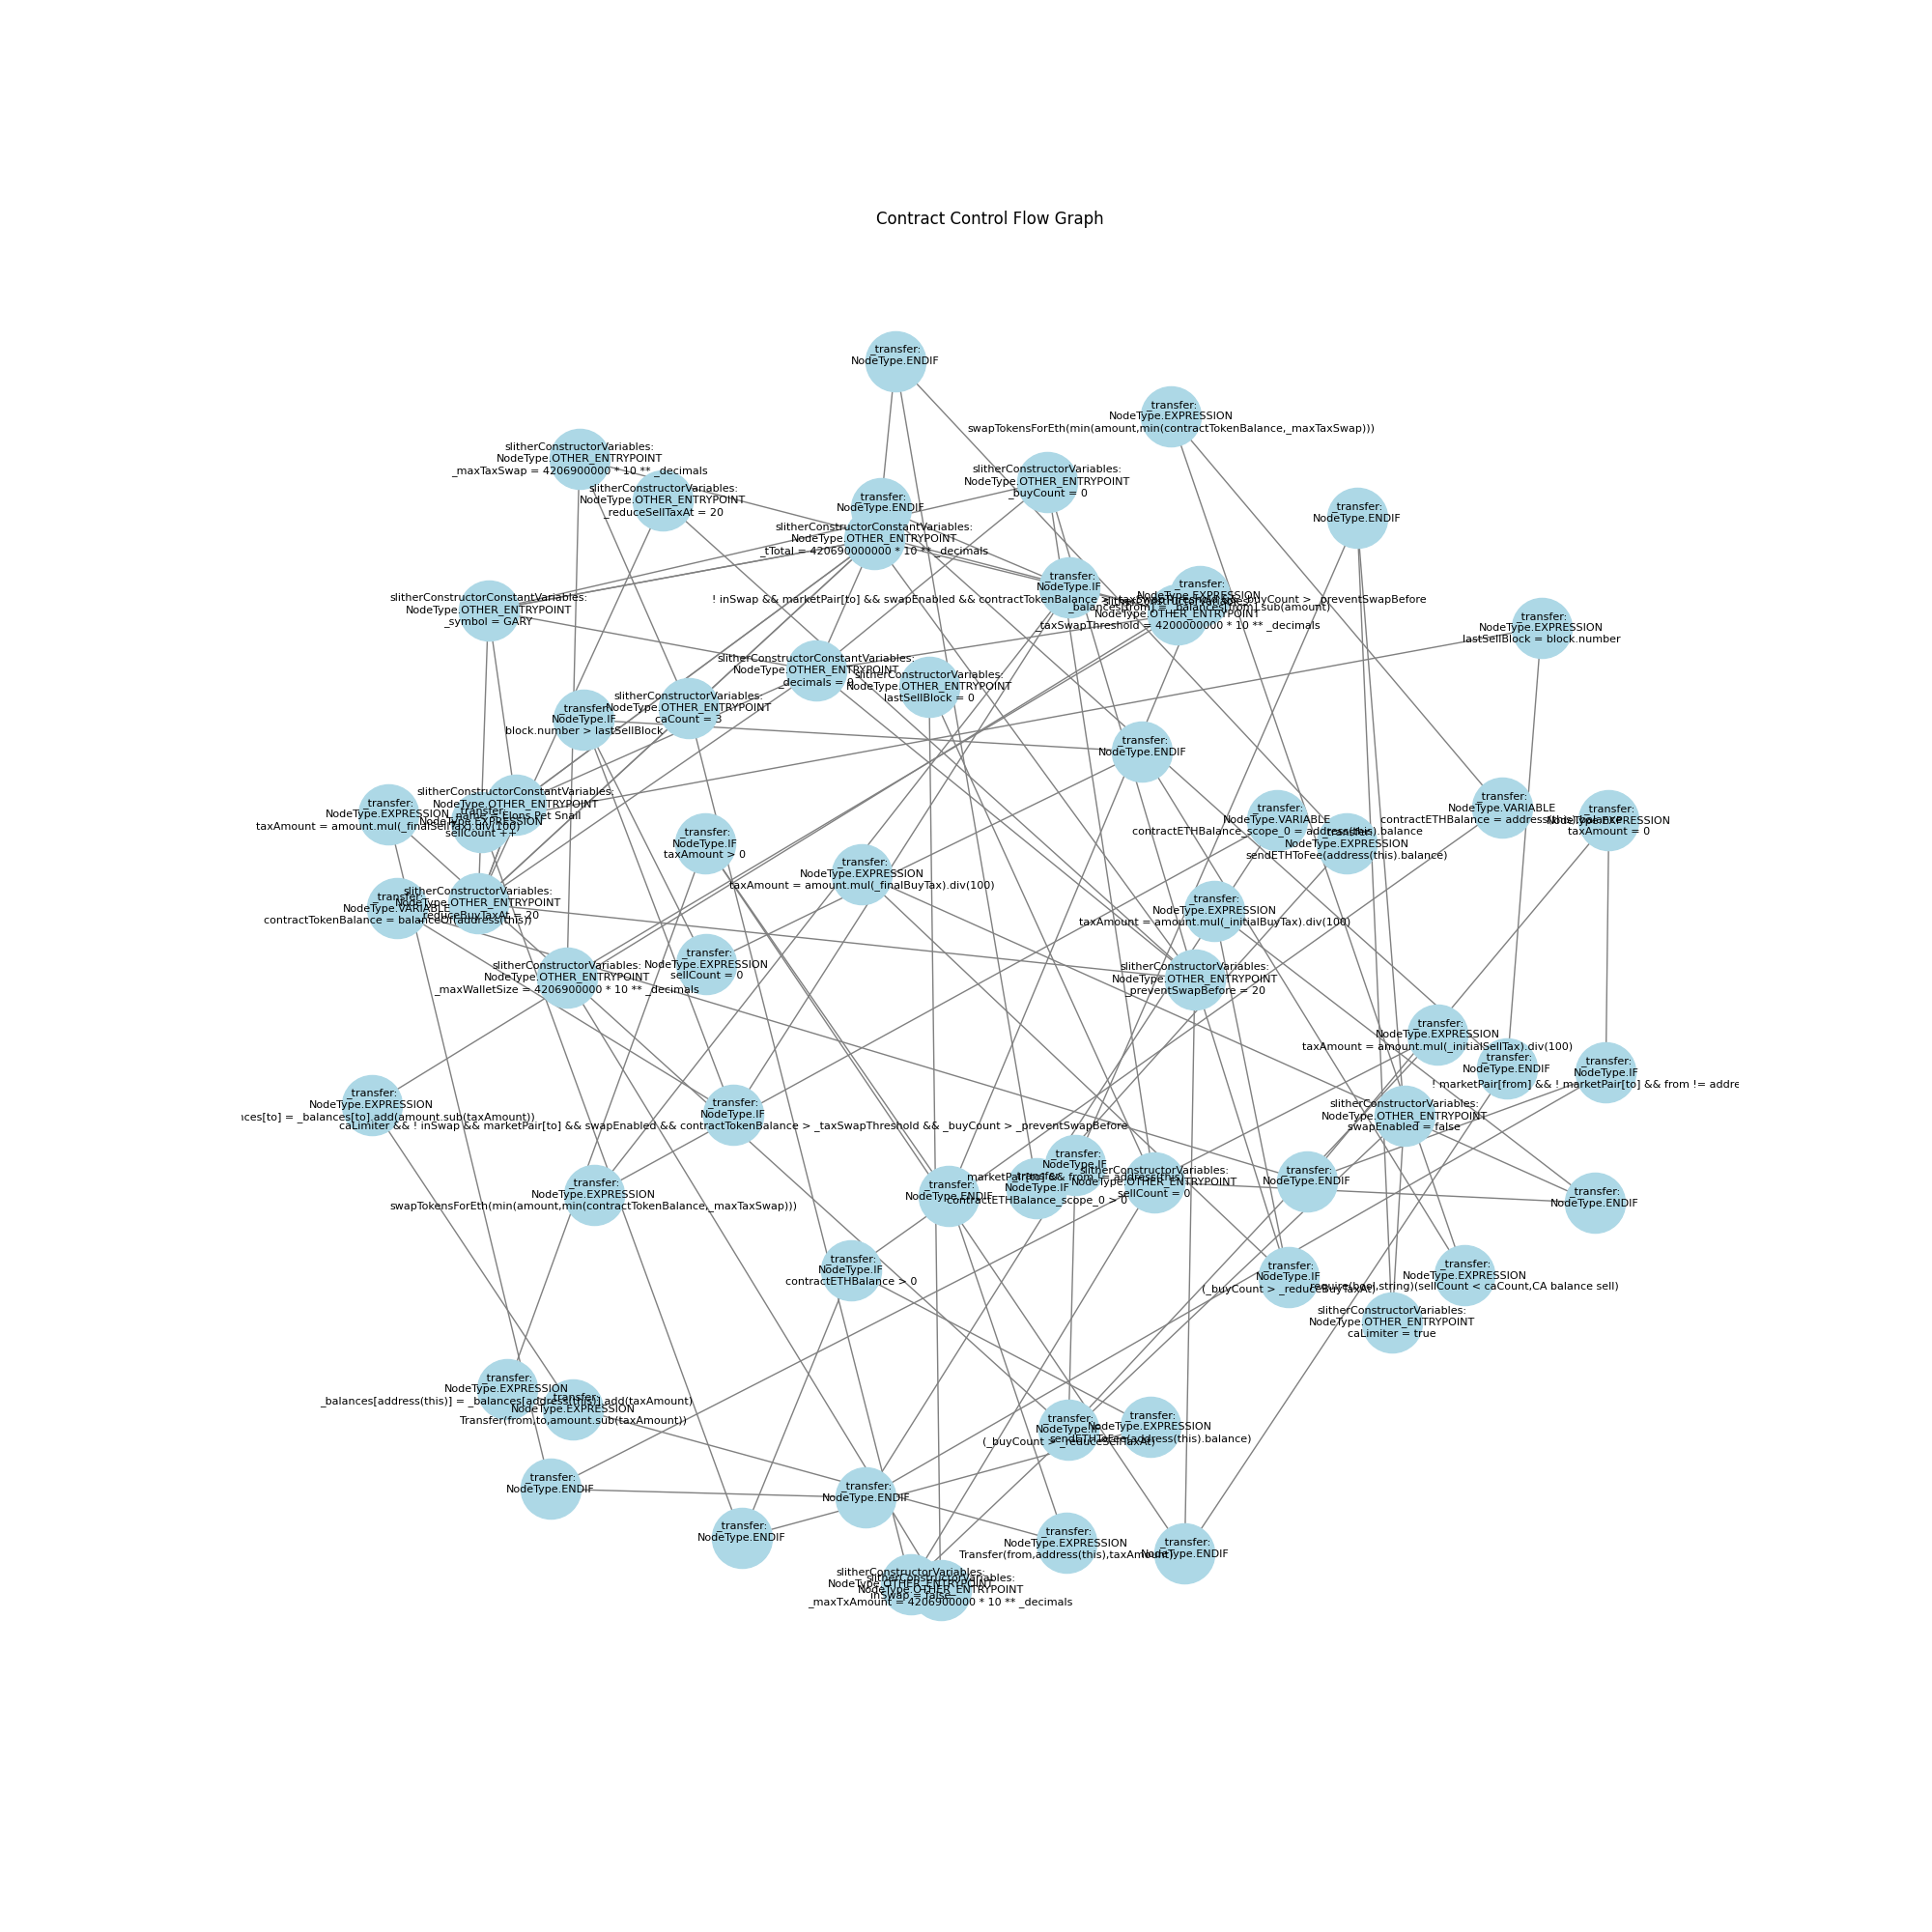 Contract Control Flow Graph
_transfer:
NodeType.ENDIF
_transfer:
NodeType.EXPRESSION
swapTokensForEth(min(amount,min(contractTokenBalance,_maxTaxSwap)))
slitherConstructorVariables:
NodeType.OTHER_ENTRYPOINT
_maxTaxSwap = 4206900000 * 10 ** _decimals
slitherConstructorVariables:
NodeType.OTHER_ENTRYPOINT
_buyCount = 0
slitherConstructorVariables:
NodeType.OTHER_ENTRYPOINT
_reduceSellTaxAt = 20
_transfer:
NodeType.ENDIF
_transfer:
NodeType.ENDIF
slitherConstructorConstantVariables:
NodeType.OTHER_ENTRYPOINT
_tTotal = 420690000000 * 10 ** _decimals
_transfer:
NodeType.IF
! inSwap && marketPair[to] && swapEnabled && contractTokenBalance > _taxSwapThreshold && _buyCount > _preventSwapBefore
_transfer:
NodeType.EXPRESSION
_balances[from] = _balances[from].sub(amount)
slitherConstructorVariables:
NodeType.OTHER_ENTRYPOINT
_taxSwapThreshold = 4200000000 * 10 ** _decimals
slitherConstructorConstantVariables:
NodeType.OTHER_ENTRYPOINT
_symbol = GARY
_transfer:
NodeType.EXPRESSION
lastSellBlock = block.number
slitherConstructorConstantVariables:
NodeType.OTHER_ENTRYPOINT
_decimals = 9
slitherConstructorVariables:
NodeType.OTHER_ENTRYPOINT
lastSellBlock = 0
slitherConstructorVariables:
NodeType.OTHER_ENTRYPOINT
caCount = 3
_transfer:
NodeType.IF
block.number > lastSellBlock
_transfer:
NodeType.ENDIF
slitherConstructorConstantVariables:
NodeType.OTHER_ENTRYPOINT
_name = Elons Pet Snail
_transfer:
NodeType.EXPRESSION
taxAmount = amount.mul(_finalSellTax).div(100)
_transfer:
NodeType.EXPRESSION
sellCount ++
_transfer:
NodeType.VARIABLE
contractETHBalance_scope_0 = address(this).balance
_transfer:
NodeType.VARIABLE
contractETHBalance = address(this).balance
_transfer:
NodeType.EXPRESSION
taxAmount = 0
_transfer:
NodeType.EXPRESSION
sendETHToFee(address(this).balance)
_transfer:
NodeType.IF
taxAmount > 0
_transfer:
NodeType.EXPRESSION
taxAmount = amount.mul(_finalBuyTax).div(100)
slitherConstructorVariables:
NodeType.OTHER_ENTRYPOINT
_reduceBuyTaxAt = 20
_transfer:
NodeType.VARIABLE
contractTokenBalance = balanceOf(address(this))
_transfer:
NodeType.EXPRESSION
taxAmount = amount.mul(_initialBuyTax).div(100)
_transfer:
NodeType.EXPRESSION
sellCount = 0
slitherConstructorVariables:
NodeType.OTHER_ENTRYPOINT
_maxWalletSize = 4206900000 * 10 ** _decimals
slitherConstructorVariables:
NodeType.OTHER_ENTRYPOINT
_preventSwapBefore = 20
_transfer:
NodeType.EXPRESSION
taxAmount = amount.mul(_initialSellTax).div(100)
_transfer:
NodeType.ENDIF
_transfer:
NodeType.IF
! marketPair[from] && ! marketPair[to] && from != addre
_transfer:
NodeType.EXPRESSION
nces[to] = _balances[to].add(amount.sub(taxAmount))
_transfer:
NodeType.IF
caLimiter && ! inSwap && marketPair[to] && swapEnabled && contractTokenBalance > _taxSwapThreshold && _buyCount > _preventSwapBefore
slitherConstructorVariables:
NodeType.OTHER_ENTRYPOINT
swapEnabled = false
_transfer:
NodeType.EXPRESSION
swapTokensForEth(min(amount,min(contractTokenBalance,_maxTaxSwap)))
_transfer:
NodeType.ENDIF
_transfer:
NodeType.IF
marketPair[to] && from != address(this)
_transfer:
NodeType.IF
contractETHBalance_scope_0 > 0
slitherConstructorVariables:
NodeType.OTHER_ENTRYPOINT
sellCount = 0
_transfer:
NodeType.ENDIF
_transfer:
NodeType.ENDIF
_transfer:
NodeType.IF
contractETHBalance > 0
_transfer:
NodeType.IF
(_buyCount > _reduceBuyTaxAt)
_transfer:
NodeType.EXPRESSION
require(bool,string)(sellCount < caCount,CA balance sell)
slitherConstructorVariables:
NodeType.OTHER_ENTRYPOINT
caLimiter = true
_transfer:
NodeType.EXPRESSION
_balances[address(this)] = _balances[address(this)].add(taxAmount)
_transfer:
NodeType.EXPRESSION
Transfer(from,to,amount.sub(taxAmount))
_transfer:
NodeType.IF
(_buyCount > _reduceSellTaxAt)
_transfer:
NodeType.EXPRESSION
sendETHToFee(address(this).balance)
_transfer:
NodeType.ENDIF
_transfer:
NodeType.ENDIF
_transfer:
NodeType.ENDIF
_transfer:
NodeType.EXPRESSION
Transfer(from,address(this),taxAmount)
_transfer:
NodeType.ENDIF
slitherConstructorVariables:
NodeType.OTHER_ENTRYPOINT
inSwap = false
slitherConstructorVariables:
NodeType.OTHER_ENTRYPOINT
_maxTxAmount = 4206900000 * 10 ** _decimals